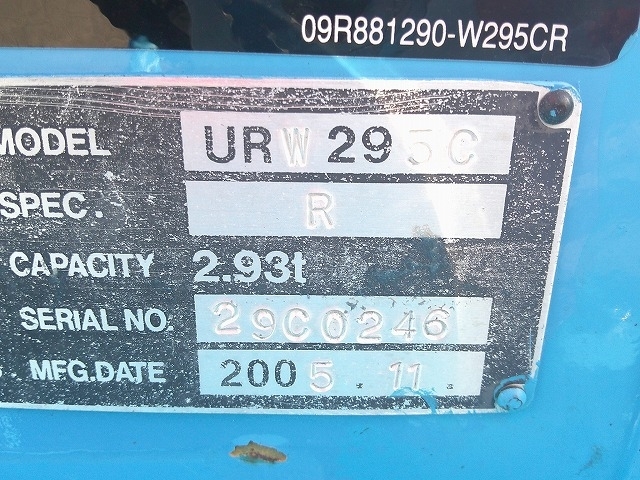 09R881290-W295CR
MODEL URW295C
SPEC. R
CAPACITY 2.93t
SERIAL NO. 29C0246
MFG.DATE 2005.11.